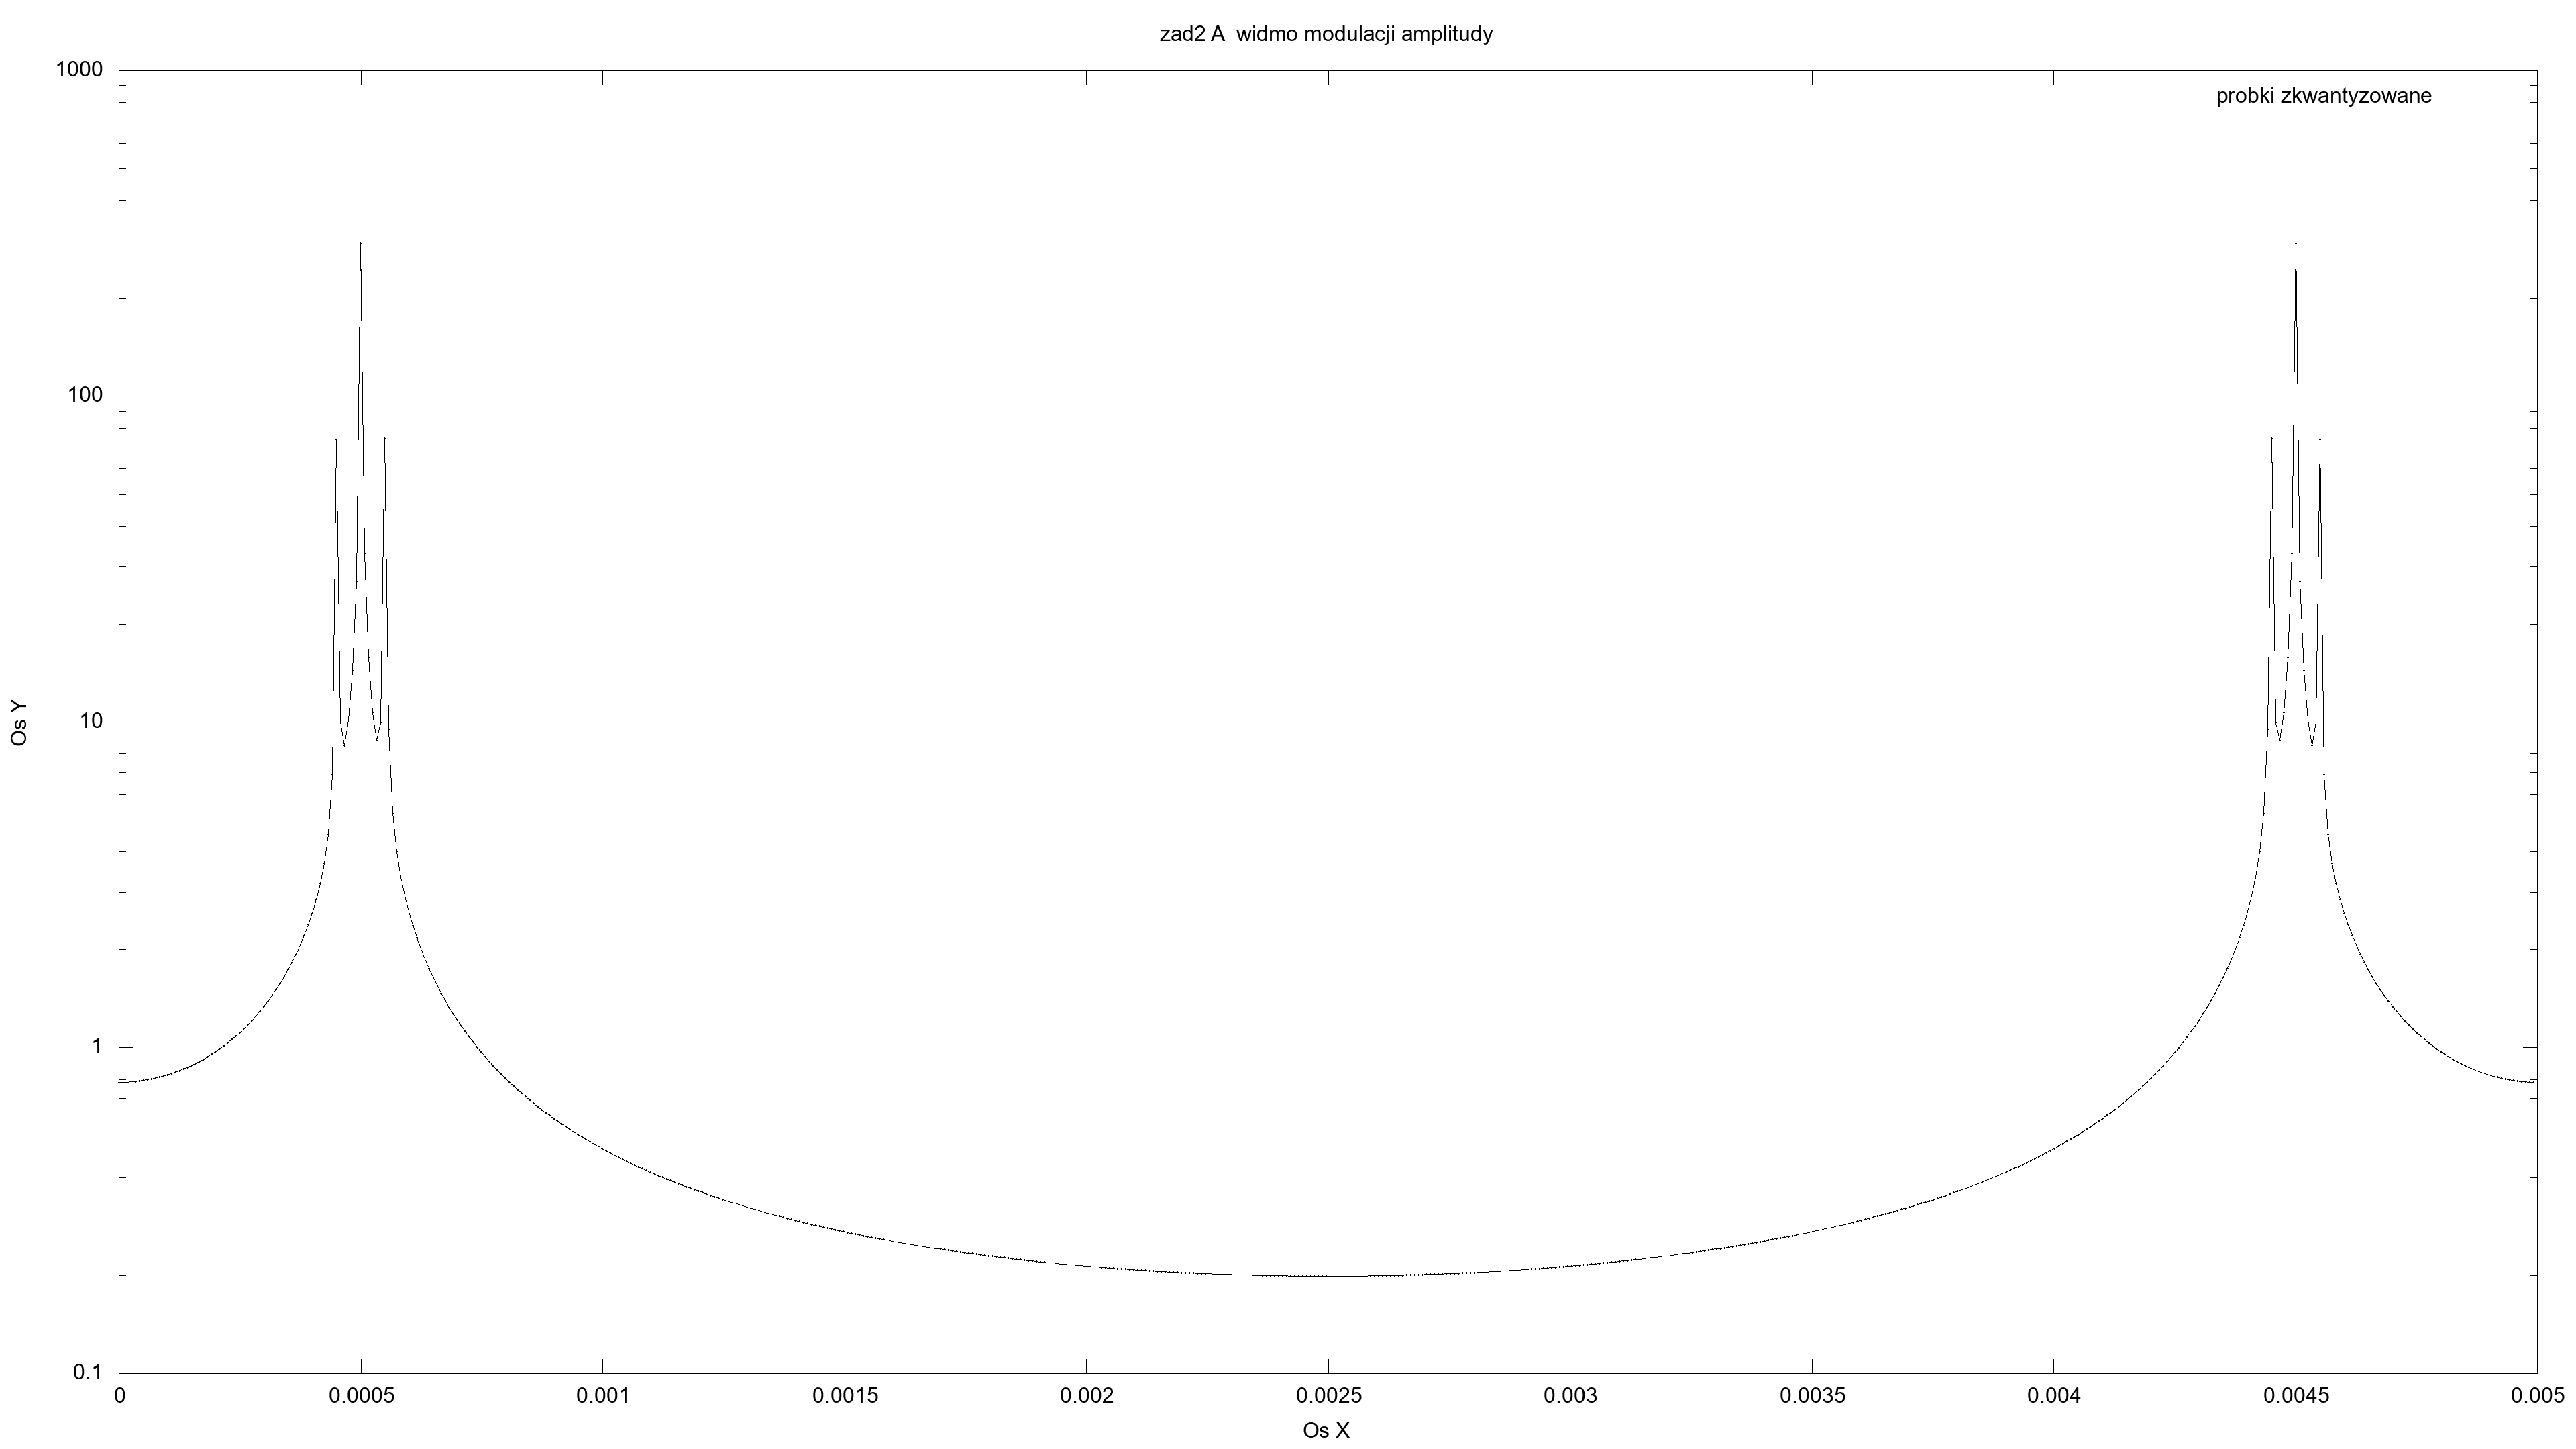 zad2 A  widmo modulacji amplitudy
probki zkwantyzowane
1000
100
10
1
0.1
Os Y
0 0.0005 0.001 0.0015 0.002 0.0025 0.003 0.0035 0.004 0.0045 0.005
Os X